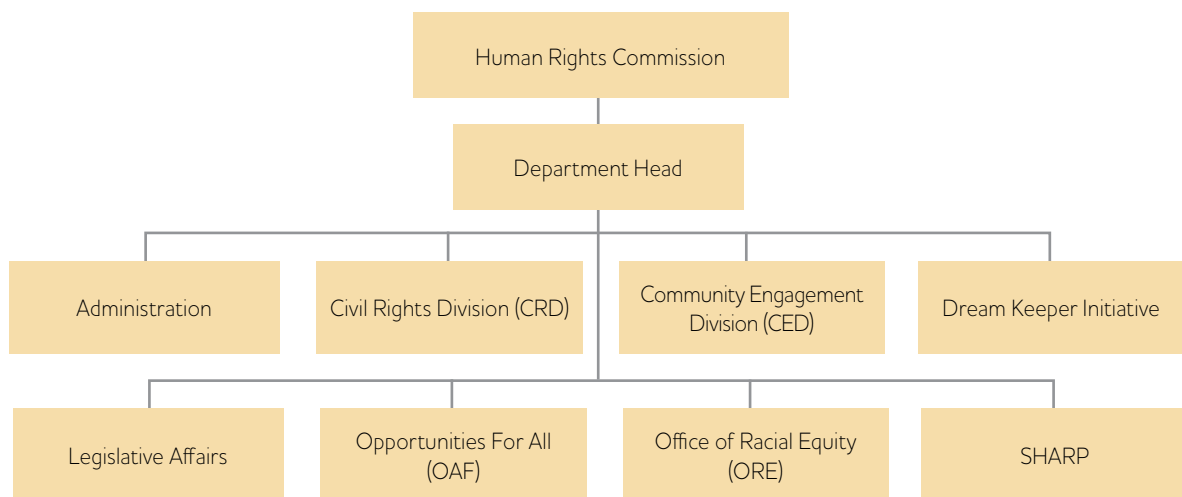 Human Rights Commission
Department Head
Administration
Civil Rights Division (CRD)
Community Engagement
Division (CED)
Dream Keeper Initiative
Legislative Affairs
Opportunities For All
(OAF)
Office of Racial Equity
(ORE)
SHARP